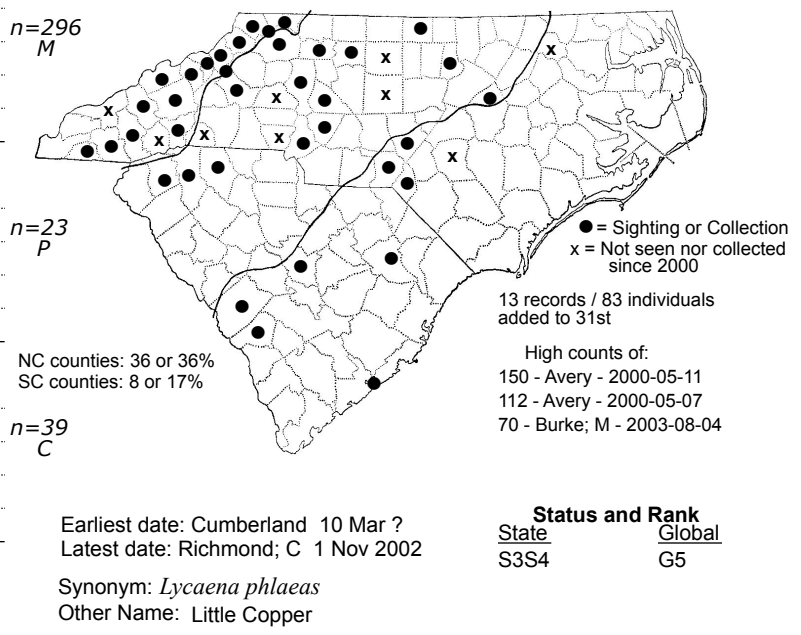 n=296
M
n=23
P
n=39
C
x
x
x
x
x
x
x
x
x
● = Sighting or Collection
x = Not seen nor collected
since 2000
13 records / 83 individuals
added to 31st
NC counties: 36 or 36%
SC counties: 8 or 17%
High counts of:
150 - Avery - 2000-05-11
112 - Avery - 2000-05-07
70 - Burke; M - 2003-08-04
Earliest date: Cumberland 10 Mar ?
Latest date: Richmond; C 1 Nov 2002
Status and Rank
State Global
S3S4 G5
Synonym: Lycaena phlaeas
Other Name: Little Copper